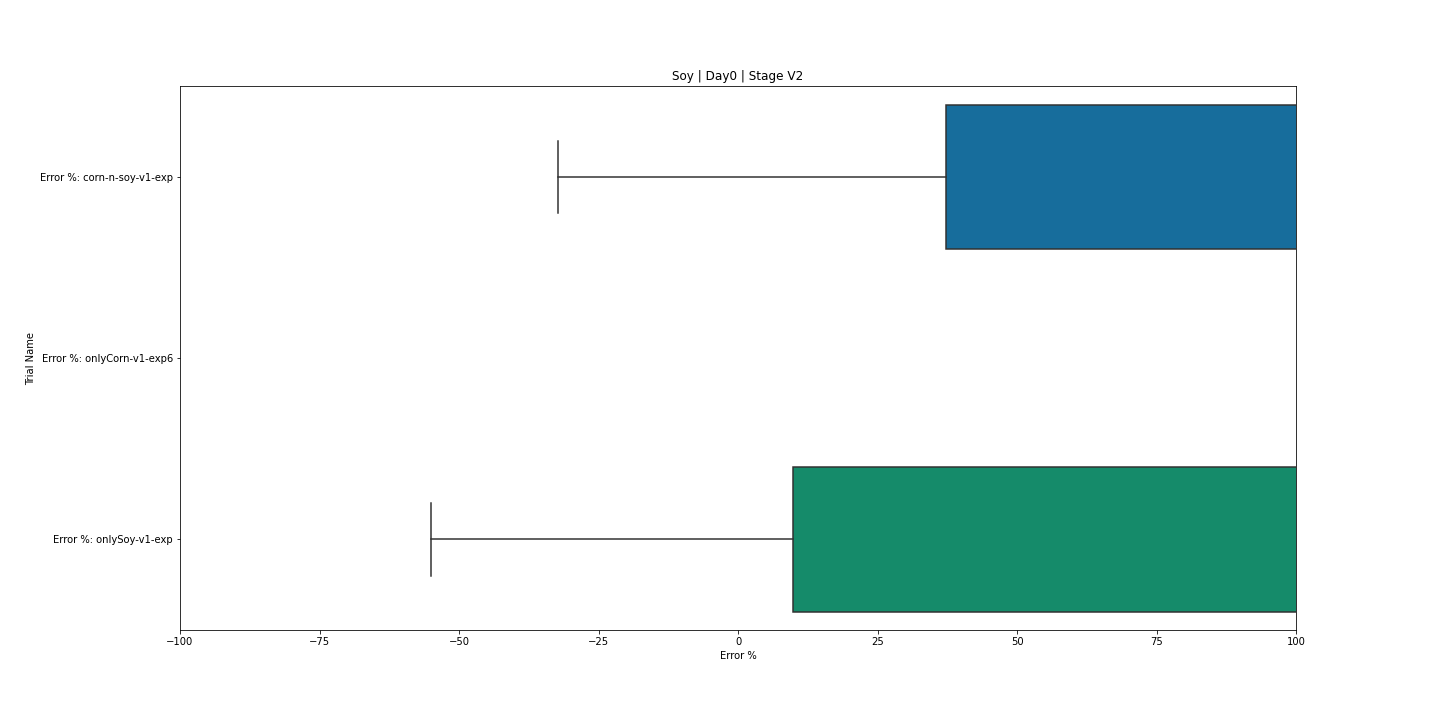 Soy | Day0 | Stage V2
Error %: corn-n-soy-v1-exp
Error %: onlyCorn-v1-exp6
Error %: onlySoy-v1-exp
Trial Name
−100 −75 −50 −25 0 25 50 75 100
Error %